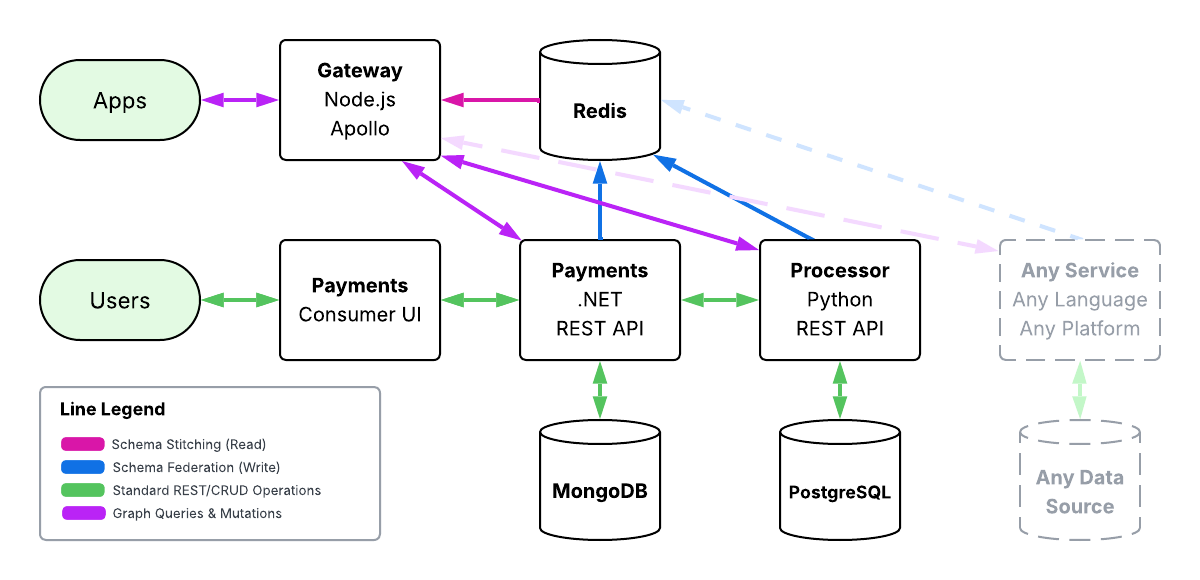 Apps
Gateway
Node.js
Apollo
Redis
Users
Payments
Consumer UI
Payments
.NET
REST API
Processor
Python
REST API
Any Service
Any Language
Any Platform
Line Legend
Schema Stitching (Read)
Schema Federation (Write)
Standard REST/CRUD Operations
Graph Queries & Mutations
MongoDB
PostgreSQL
Any Data
Source